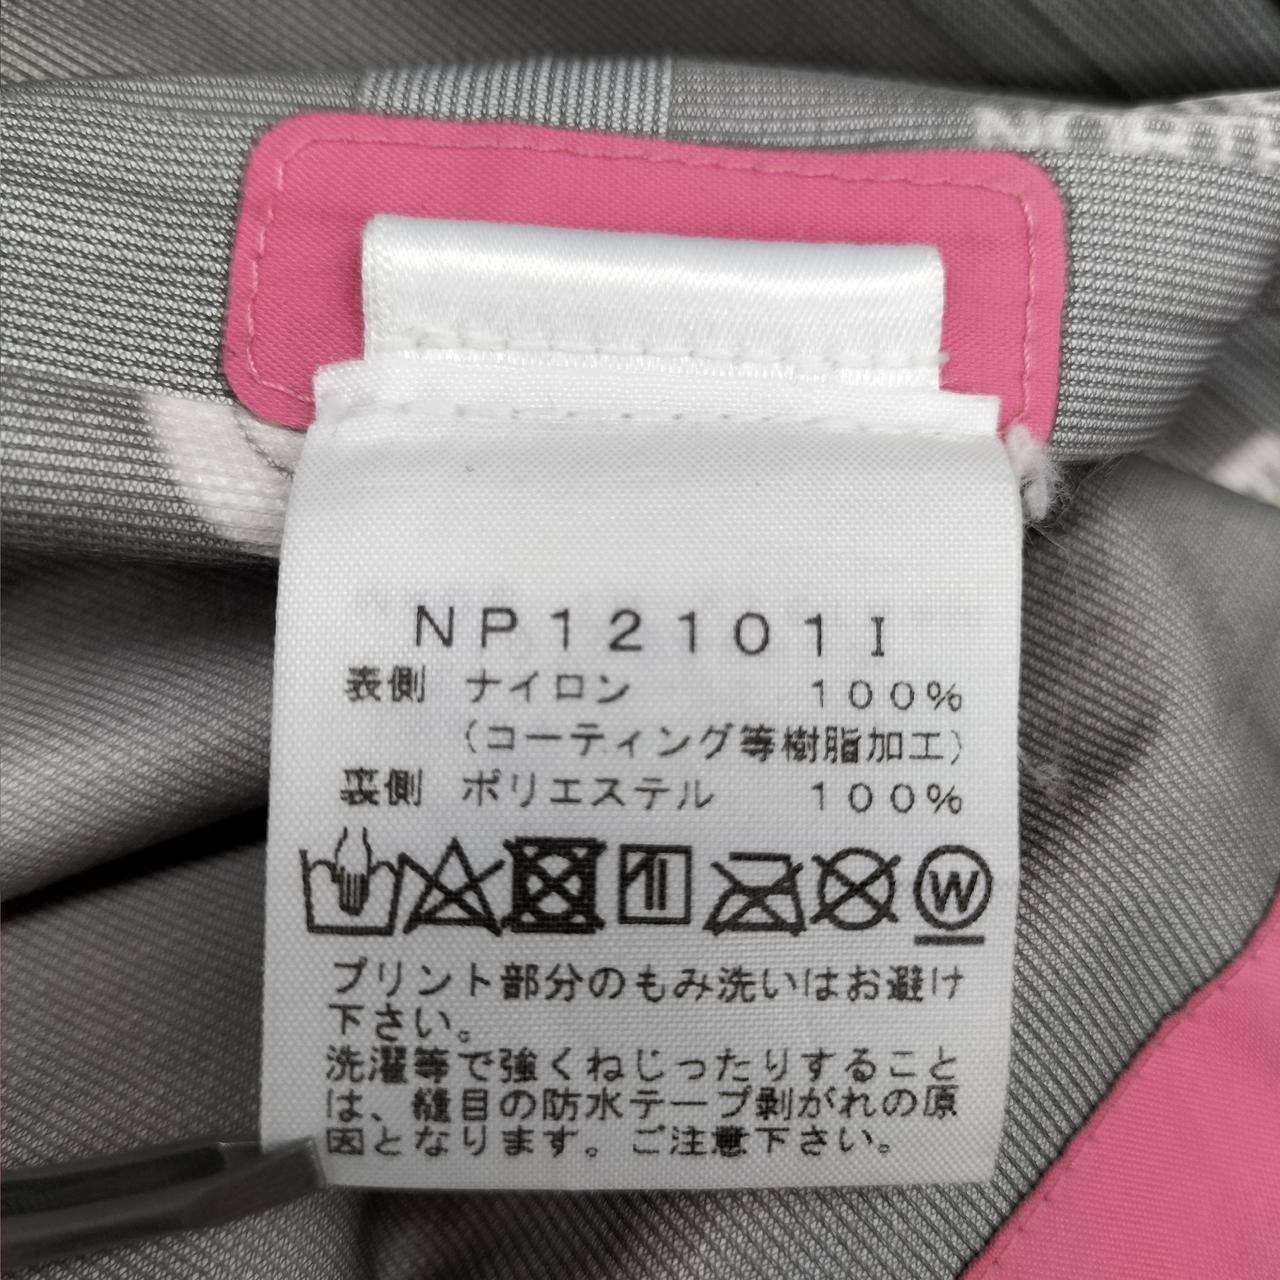 NORTH
NP12101I
表側 ナイロン 100%
(コーティング等樹脂加工)
裏側 ポリエステル 100%
W
プリント部分のもみ洗いはお避け
下さい。
洗濯等で強くねじったりすること
は、縫目の防水テープ剥がれの原
因となります。ご注意下さい。